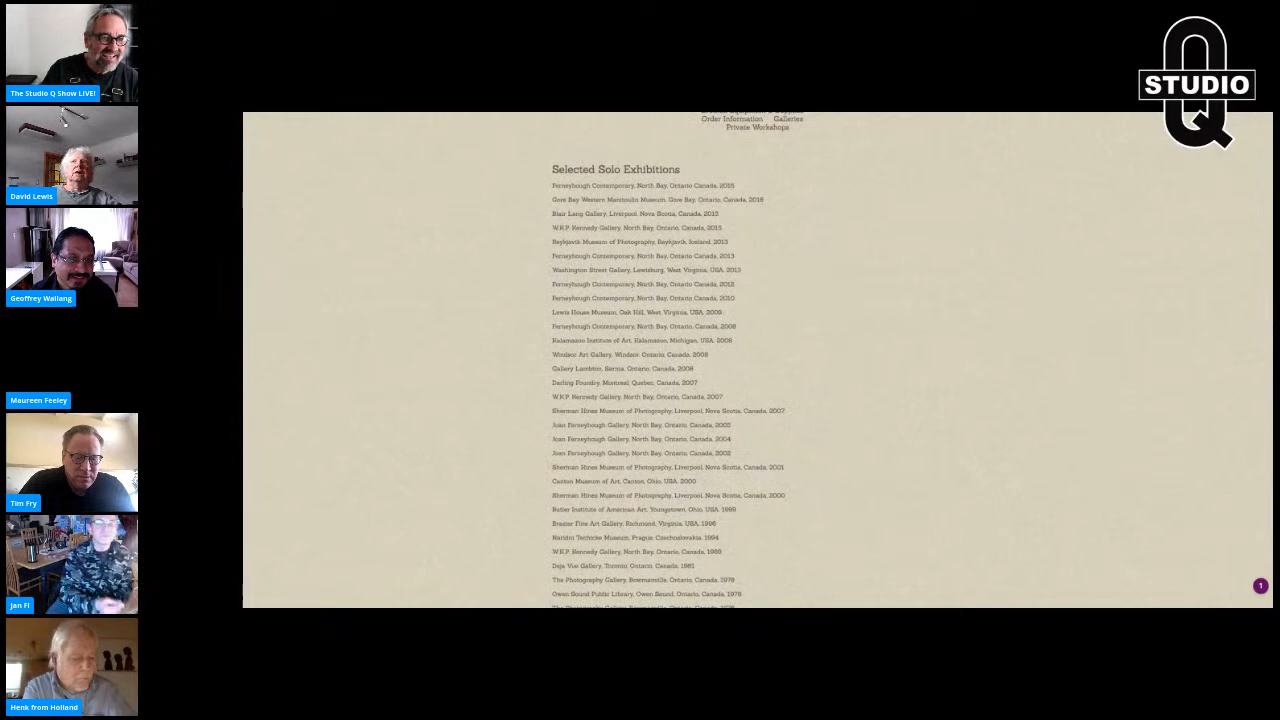 The Studio Q Show LIVE!
David Lewis
Geoffrey Wallang
Maureen Feeley
Tim Fry
Jan Fi
Henk from Holland
STUDIO
Q
Order Information Galleries
Private Workshops
Selected Solo Exhibitions
Ferneyhough Contemporary, North Bay, Ontario Canada, 2015
Gore Bay Western Manitoulin Museum, Gore Bay, Ontario, Canada, 2016
Blair Lang Gallery, Liverpool, Nova Scotia, Canada, 2013
W.K.P. Kennedy Gallery, North Bay, Ontario, Canada, 2015
Reykjavik Museum of Photography, Reykjavik, Iceland, 2013
Ferneyhough Contemporary, North Bay, Ontario Canada, 2013
Washington Street Gallery, Lewisburg, West Virginia, USA, 2013
Ferneyhough Contemporary, North Bay, Ontario Canada, 2012
Ferneyhough Contemporary, North Bay, Ontario Canada, 2010
Lewis House Museum, Oak Hill, West Virginia, USA, 2009
Ferneyhough Contemporary, North Bay, Ontario, Canada, 2008
Kalamazoo Institute of Art, Kalamazoo, Michigan, USA, 2008
Windsor Art Gallery, Windsor, Ontario, Canada, 2008
Gallery Lambton, Sarnia, Ontario, Canada, 2008
Darling Foundry, Montreal, Quebec, Canada, 2007
W.K.P. Kennedy Gallery, North Bay, Ontario, Canada, 2007
Sherman Hines Museum of Photography, Liverpool, Nova Scotia, Canada, 2007
Joan Ferneyhough Gallery, North Bay, Ontario, Canada, 2005
Joan Ferneyhough Gallery, North Bay, Ontario, Canada, 2004
Joan Ferneyhough Gallery, North Bay, Ontario, Canada, 2002
Sherman Hines Museum of Photography, Liverpool, Nova Scotia, Canada, 2001
Canton Museum of Art, Canton, Ohio, USA, 2000
Sherman Hines Museum of Photography, Liverpool, Nova Scotia, Canada, 2000
Butler Institute of American Art, Youngstown, Ohio, USA, 1999
Brazier Fine Art Gallery, Richmond, Virginia, USA, 1996
Naridni Technicke Museum, Prague, Czechoslovakia, 1994
W.K.P. Kennedy Gallery, North Bay, Ontario, Canada, 1988
Deja Vue Gallery, Toronto, Ontario, Canada, 1981
The Photography Gallery, Bowmanville, Ontario, Canada, 1979
Owen Sound Public Library, Owen Sound, Ontario, Canada, 1978
1